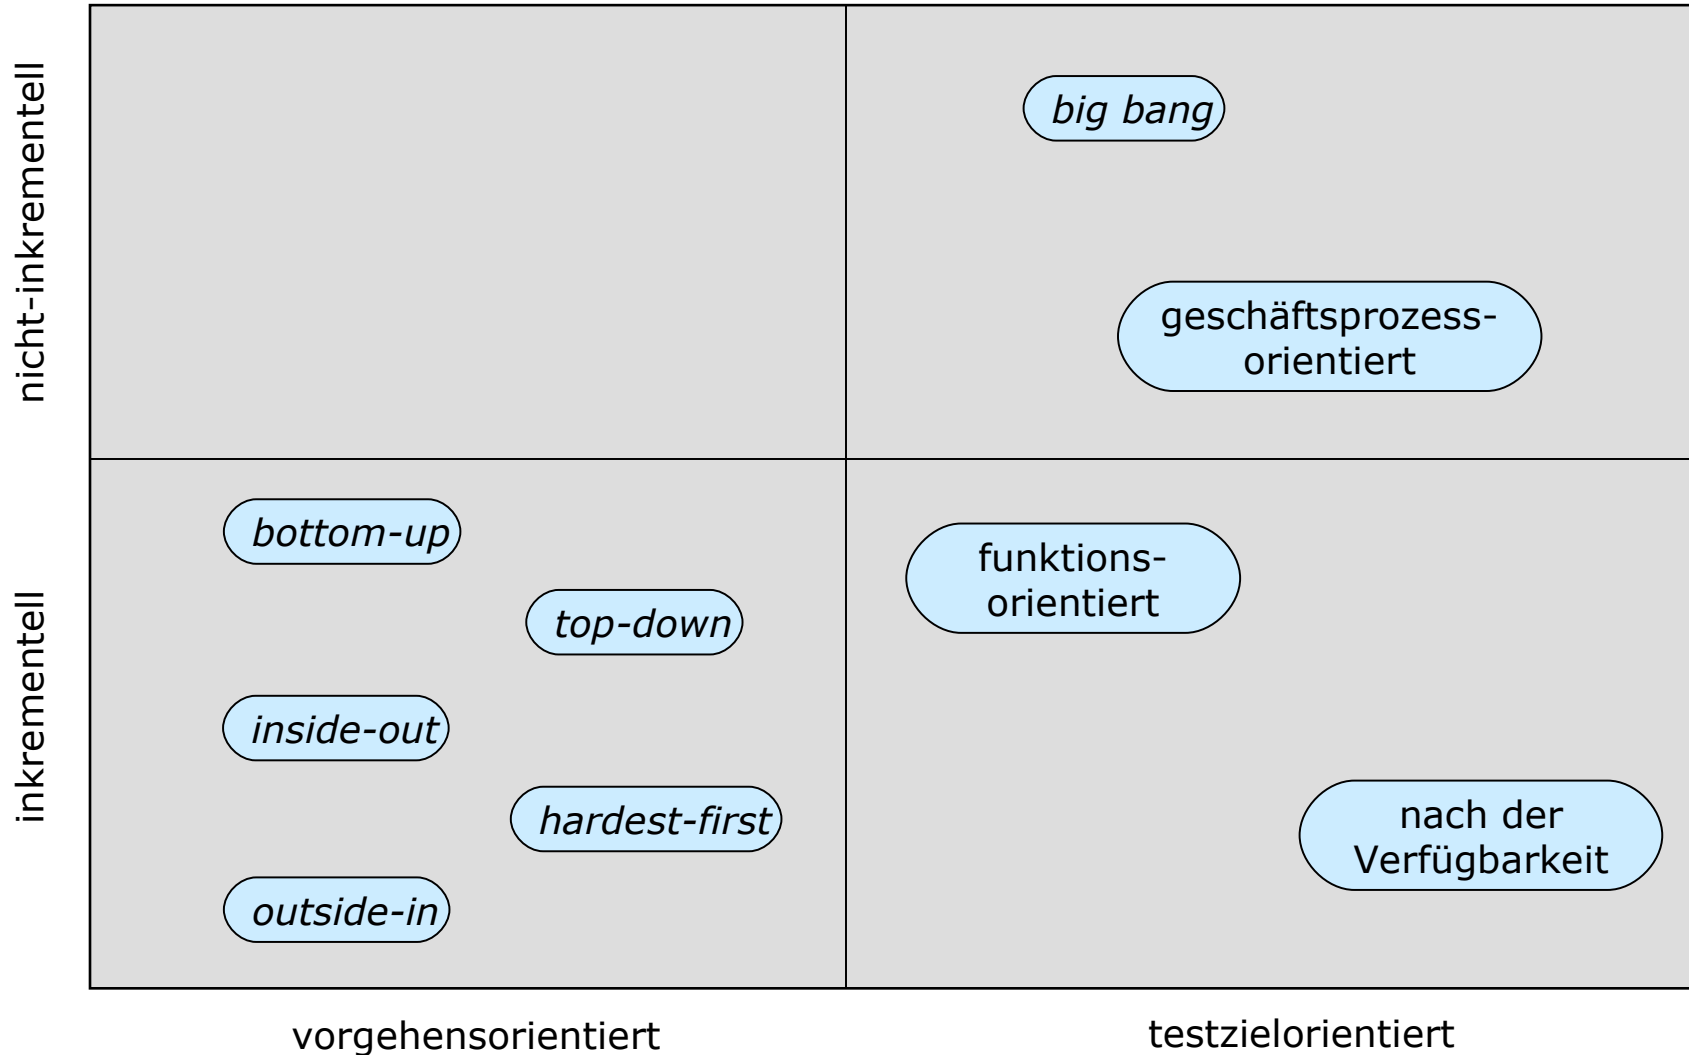 nicht-inkrementell
big bang
geschäftsprozess-
orientiert
inkrementell
bottom-up
top-down
inside-out
hardest-first
outside-in
funktions-
orientiert
nach der
Verfügbarkeit
vorgehensorientiert
testzielorientiert